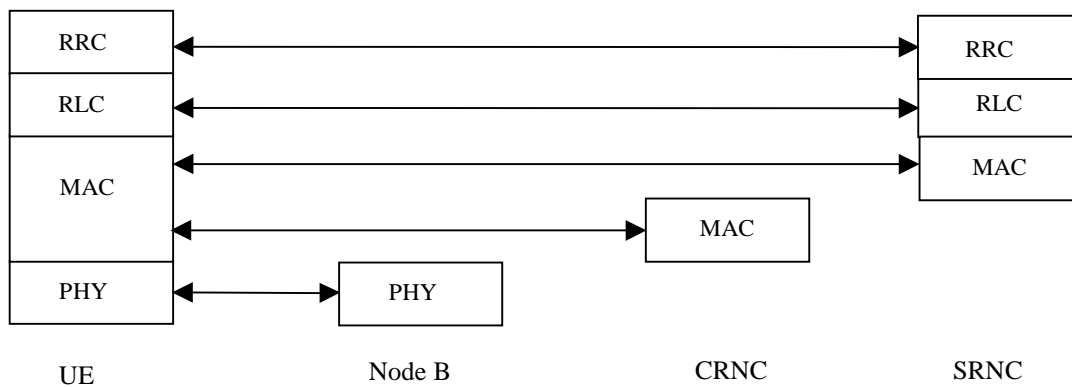 RRC
RRC
RLC
RLC
MAC
MAC
MAC
PHY
PHY
UE
Node B
CRNC
SRNC